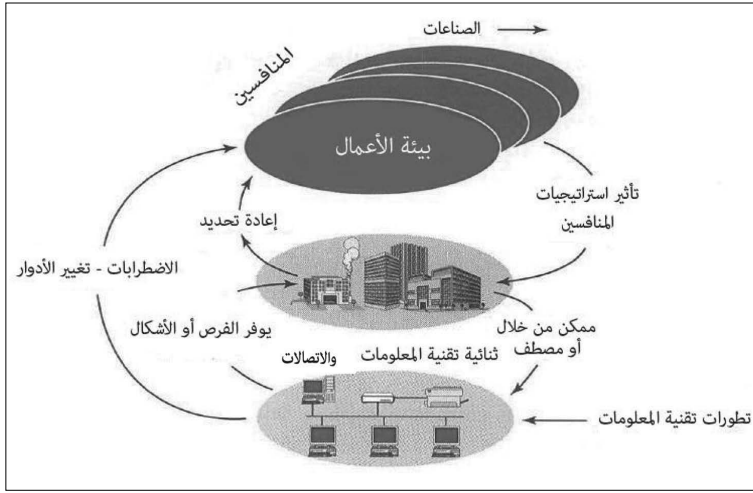 الصناعات
المنافسين
بيئة الأعمال
تأثير استراتيجيات
المنافسين
إعادة تحديد
الاضطرابات - تغيير الأدوار
يوفر الفرص أو الأشكال
ممكن من خلال
أو مصطف
ثنائية تقنية المعلومات
والاتصالات
تطورات تقنية المعلومات